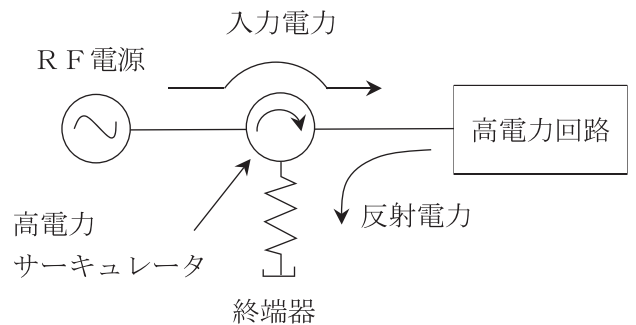 入力電力
ＲＦ電源
高電力回路
反射電力
高電力
サーキュレータ
終端器